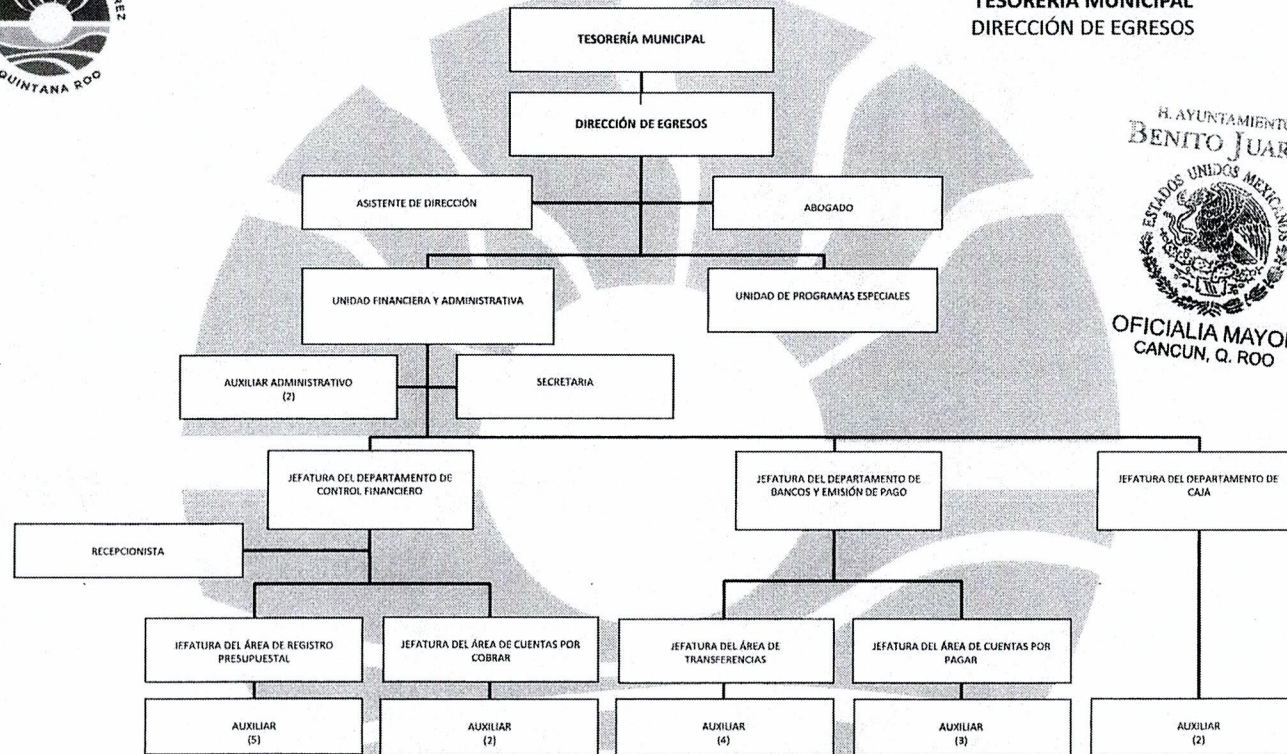 QUINTANA ROO
TESORERÍA MUNICIPAL
DIRECCIÓN DE EGRESOS
TESORERÍA MUNICIPAL
DIRECCIÓN DE EGRESOS
H. AYUNTAMIENTO
BENITO
ESTADOS UNIDOS MEXICANOS
OFICIALIA
CANCUN, Q. ROO
ASISTENTE DE DIRECCIÓN
ABOGADO
UNIDAD FINANCIERA Y ADMINISTRATIVA
UNIDAD DE PROGRAMAS ESPECIALES
AUXILIAR ADMINISTRATIVO
(2)
SECRETARIA
JEFATURA DEL DEPARTAMENTO DE
CONTROL FINANCIERO
JEFATURA DEL DEPARTAMENTO DE
BANCOS Y EMISIÓN DE PAGO
JEFATURA DEL DEPARTAMENTO DE
CAJA
RECEPCIONISTA
JEFATURA DEL ÁREA DE REGISTRO
PRESUPUESTAL
JEFATURA DEL ÁREA DE CUENTAS POR
COBRAR
JEFATURA DEL ÁREA DE
TRANSFERENCIAS
JEFATURA DEL ÁREA DE CUENTAS POR
PAGAR
AUXILIAR
(5)
AUXILIAR
(2)
AUXILIAR
(4)
AUXILIAR
(3)
AUXILIAR
(2)